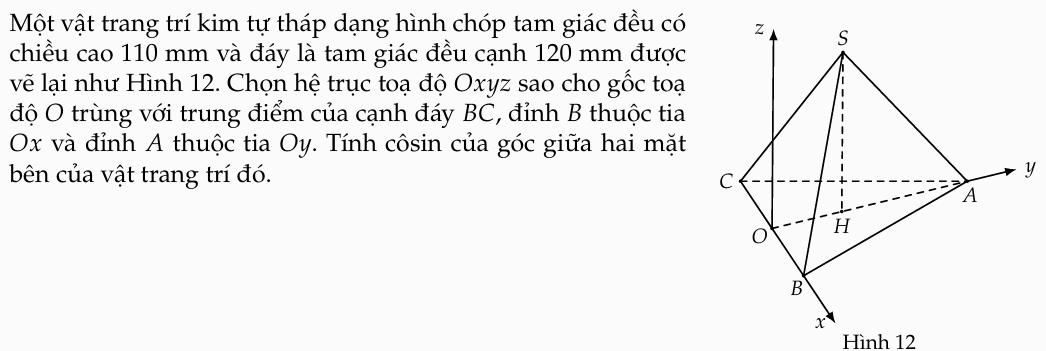 Một vật trang trí kim tự tháp dạng hình chóp tam giác đều có
chiều cao 110 mm và đáy là tam giác đều cạnh 120 mm được
vẽ lại như Hình 12. Chọn hệ trục toạ độ Oxyz sao cho gốc toạ
độ O trùng với trung điểm của cạnh đáy BC, đỉnh B thuộc tia
Ox và đỉnh A thuộc tia Oy. Tính côsin của góc giữa hai mặt
bên của vật trang trí đó.
z
S
y
C
A
H
O
B
x
Hình 12